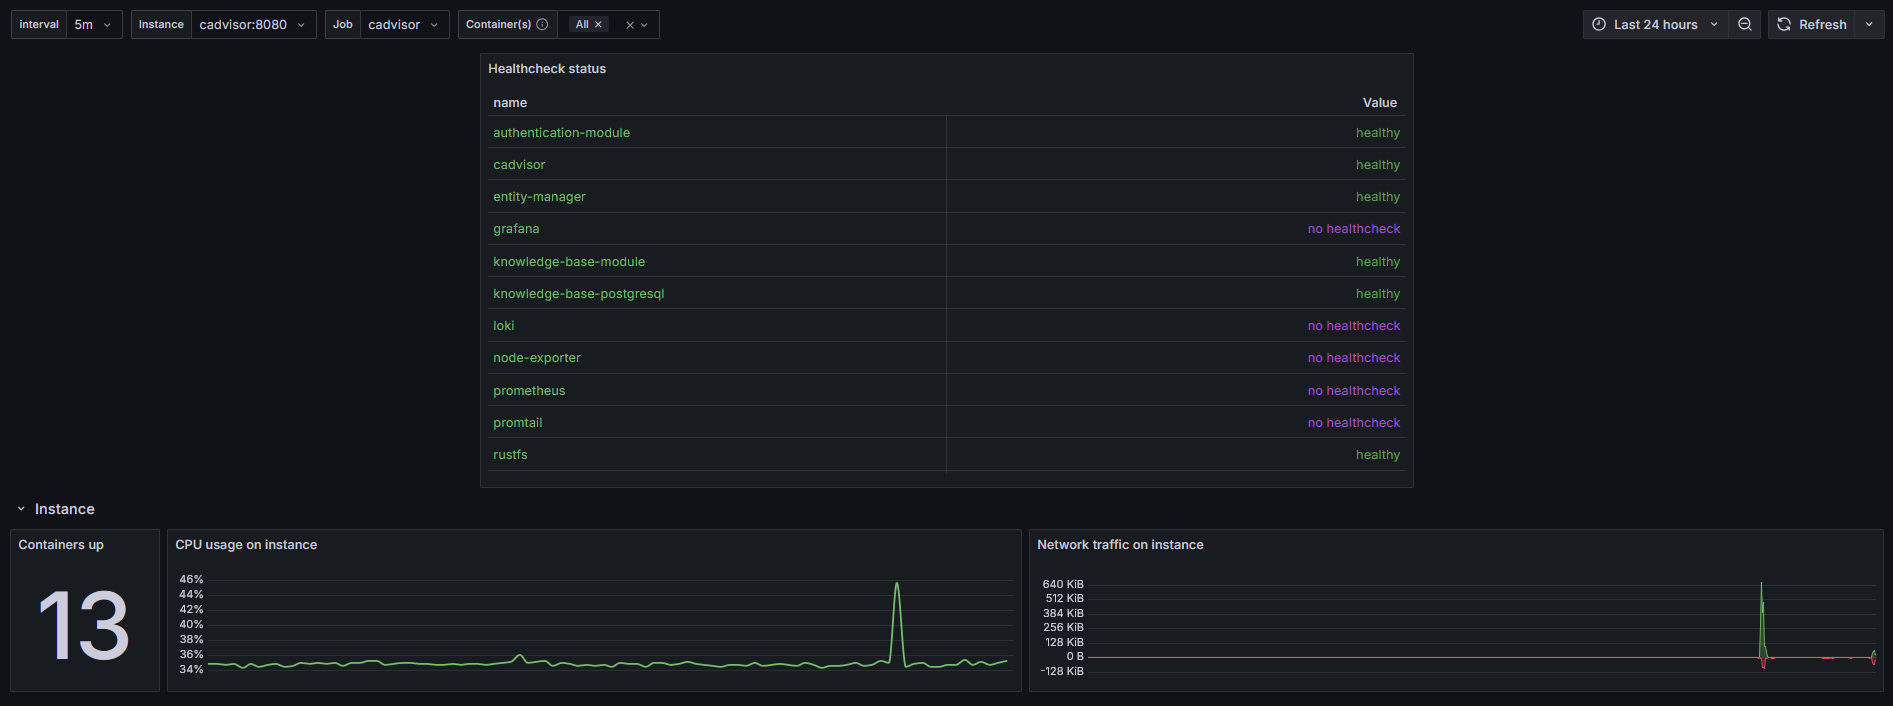 interval 5m Instance cadvisor:8080 Job cadvisor Container(s) All Last 24 hours Refresh
Healthcheck status
name Value
authentication-module healthy
cadvisor healthy
entity-manager healthy
grafana no healthcheck
knowledge-base-module healthy
knowledge-base-postgresql healthy
loki no healthcheck
node-exporter no healthcheck
prometheus no healthcheck
promtail no healthcheck
rustfs healthy
Instance
Containers up
13
CPU usage on instance
46%
44%
42%
40%
38%
36%
34%
Network traffic on instance
640 KiB
512 KiB
384 KiB
256 KiB
128 KiB
0 B
-128 KiB